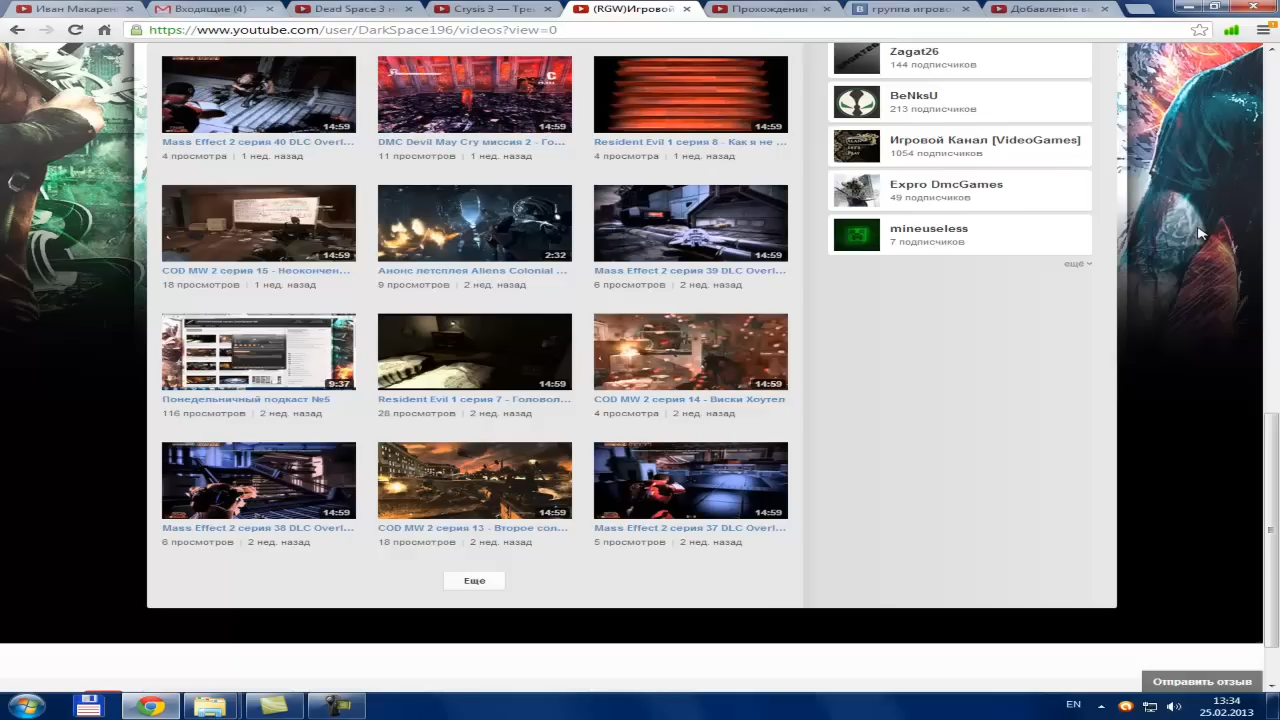 Иван Макарен
Входящие (4) -
Dead Space 3 н
Crysis 3 — Тре
(RGW)Игровой
Прохождения
группа игрово
Добавление ви
https://www.youtube.com/user/DarkSpace196/videos?view=0
14:59
14:59
14:59
Mass Effect 2 серия 40 DLC Overl...
DMC Devil May Cry миссия 2 - Го...
Resident Evil 1 серия 8 - Как я не ...
4 просмотра | 1 нед. назад
11 просмотров | 1 нед. назад
4 просмотра | 1 нед. назад
14:59
2:32
14:59
COD MW 2 серия 15 - Неокончен...
Анонс летсплея Aliens Colonial ...
Mass Effect 2 серия 39 DLC Overl...
18 просмотров | 1 нед. назад
9 просмотров | 2 нед. назад
6 просмотров | 2 нед. назад
9:37
14:59
14:59
Понедельничный подкаст №5
Resident Evil 1 серия 7 - Головол...
COD MW 2 серия 14 - Виски Хоутел
116 просмотров | 2 нед. назад
28 просмотров | 2 нед. назад
4 просмотра | 2 нед. назад
14:59
14:59
14:59
Mass Effect 2 серия 38 DLC Overl...
COD MW 2 серия 13 - Второе сол...
Mass Effect 2 серия 37 DLC Overl...
6 просмотров | 2 нед. назад
18 просмотров | 2 нед. назад
5 просмотров | 2 нед. назад
Еще
Zagat26
144 подписчиков
BeNksU
213 подписчиков
Игровой Канал [VideoGames]
1054 подписчиков
Expro DmcGames
49 подписчиков
mineuseless
7 подписчиков
ещё
Отправить отзыв
EN
13:34
25.02.2013